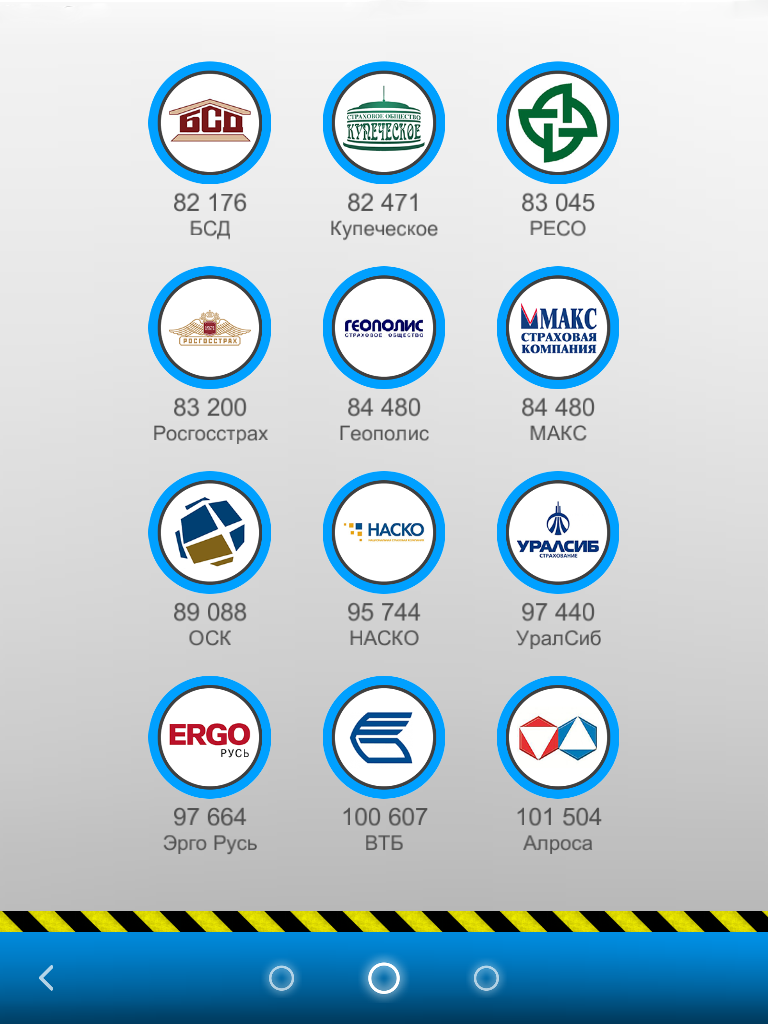 БСД
СТРАХОВОЕ ОБЩЕСТВО
КУПЕЧЕСКОЕ
82 176
82 471
83 045
БСД
Купеческое
РЕСО
РОСГОССТРАХ
ГЕОПОЛИС
СТРАХОВОЕ ОБЩЕСТВО
МАКС
СТРАХОВАЯ
КОМПАНИЯ
83 200
84 480
84 480
Росгосстрах
Геополис
МАКС
НАСКО
УРАЛСИБ
СТРАХОВАНИЕ
89 088
95 744
97 440
ОСК
НАСКО
УралСиб
ERGO
РУСЬ
97 664
100 607
101 504
Эрго Русь
ВТБ
Алроса